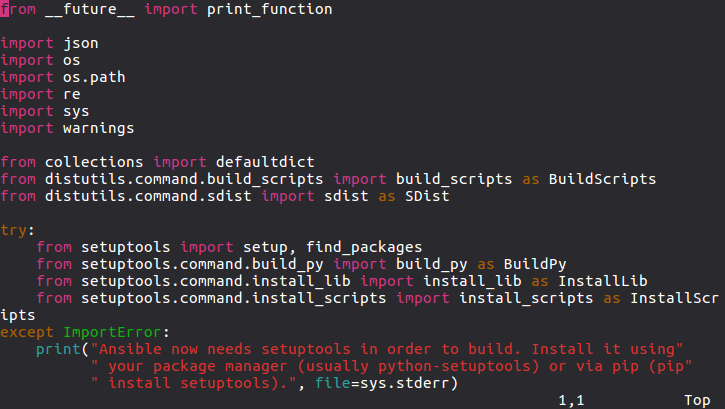 from __future__ import print_function

import json
import os
import os.path
import re
import sys
import warnings

from collections import defaultdict
from distutils.command.build_scripts import build_scripts as BuildScripts
from distutils.command.sdist import sdist as SDist

try:
    from setuptools import setup, find_packages
    from setuptools.command.build_py import build_py as BuildPy
    from setuptools.command.install_lib import install_lib as InstallLib
    from setuptools.command.install_scripts import install_scripts as InstallScr
ipts
except ImportError:
    print("Ansible now needs setuptools in order to build. Install it using"
          " your package manager (usually python-setuptools) or via pip (pip"
          " install setuptools).", file=sys.stderr)
1,1 Top